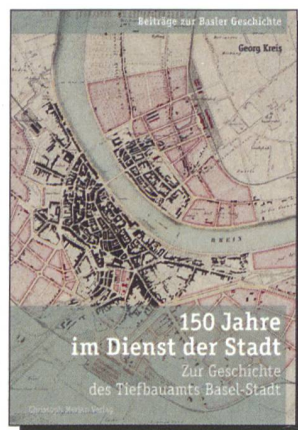 Beiträge zur Basler Geschichte
Georg Kreis
RHEIN
150 Jahre
im Dienst der Stadt
Zur Geschichte
des Tiefbauamts Basel-Stadt
Christoph Merian Verlag